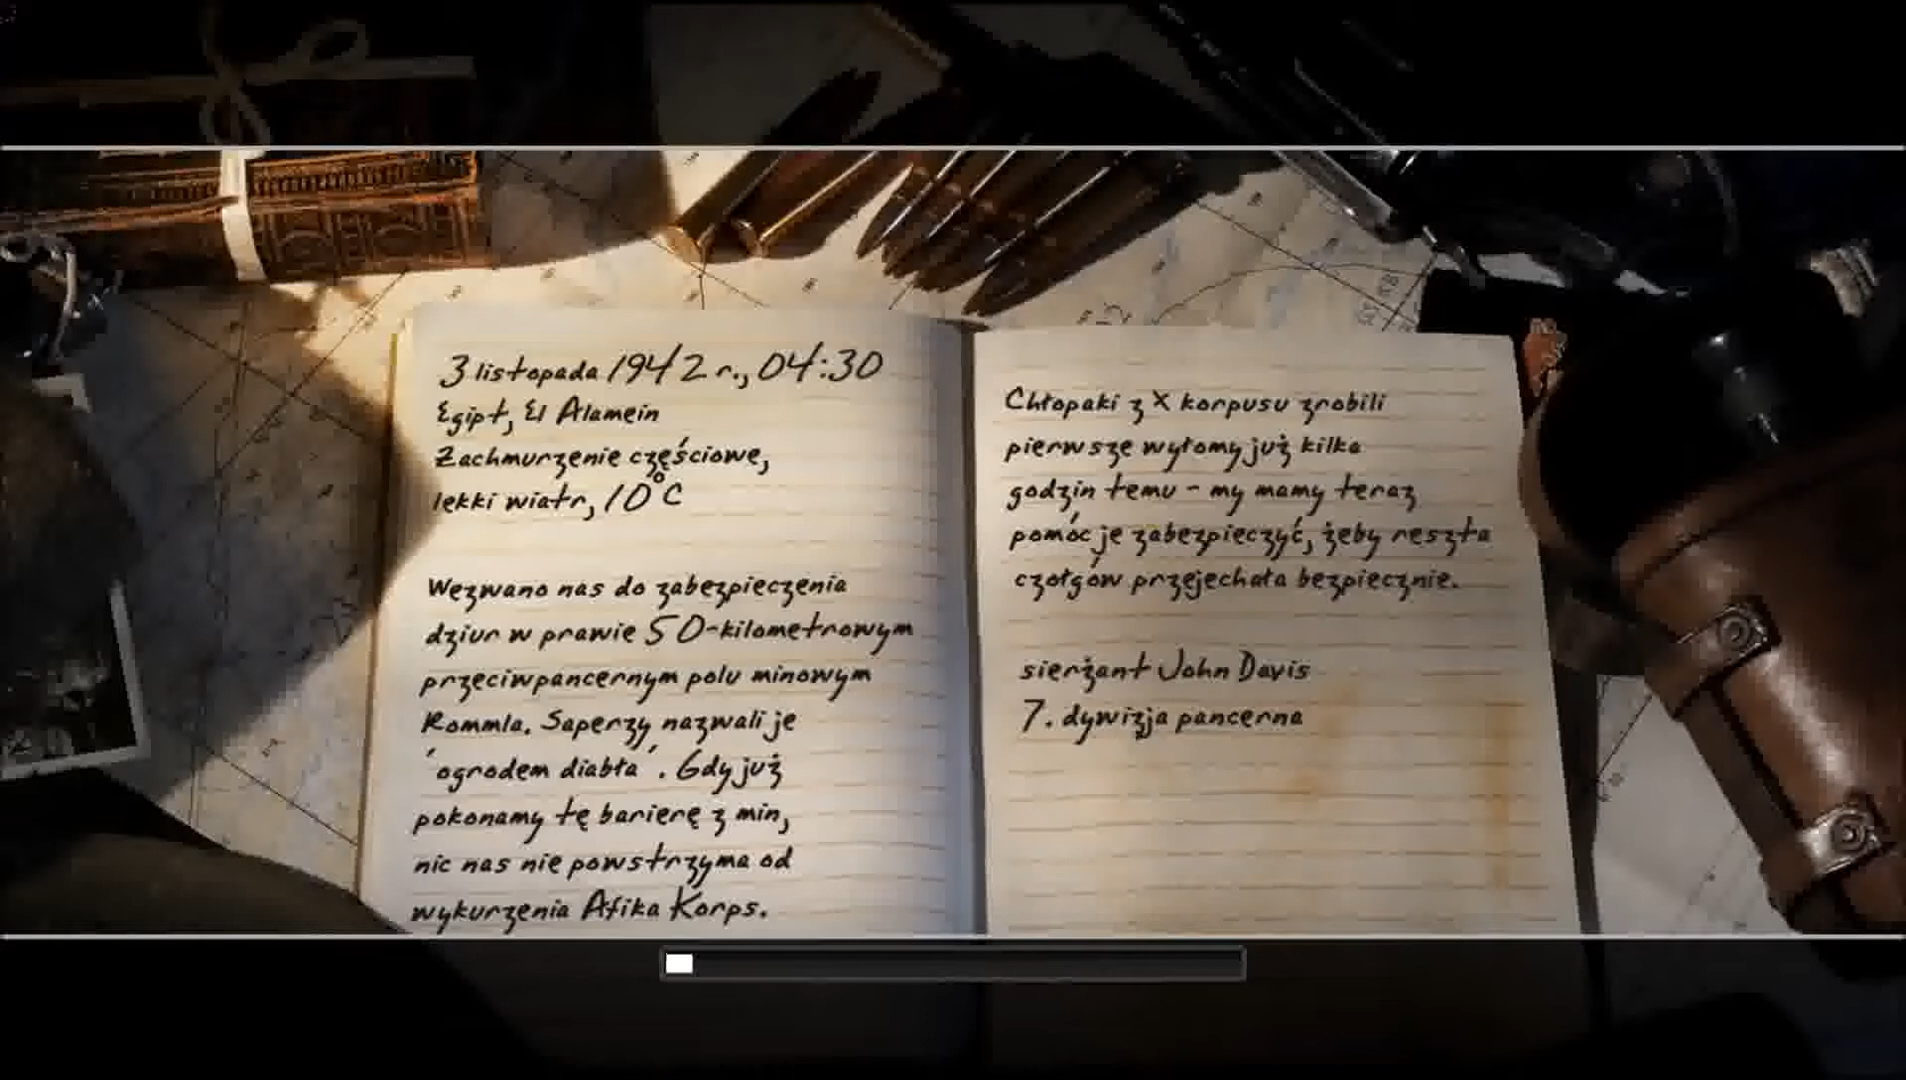 3 listopada 1942 r., 04:30
Egipt, El Alamein
Zachmurzenie częściowe,
lekki wiatr, 10°C
Wezwano nas do zabezpieczenia
dziur w prawie 50-kilometrowym
przeciwpancernym polu minowym
Rommla. Saperzy nazwali je
'ogrodem diabła'. Gdy już
pokonamy tę barierę z min,
nic nas nie powstrzyma od
wykurzenia Afika Korps.
Chłopaki z X korpusu zrobili
pierwsze wyłomy już kilka
godzin temu - my mamy teraz
pomóc je zabezpieczyć, żeby reszta
czołgów przejechała bezpiecznie.
sierżant John Davis
7. dywizja pancerna